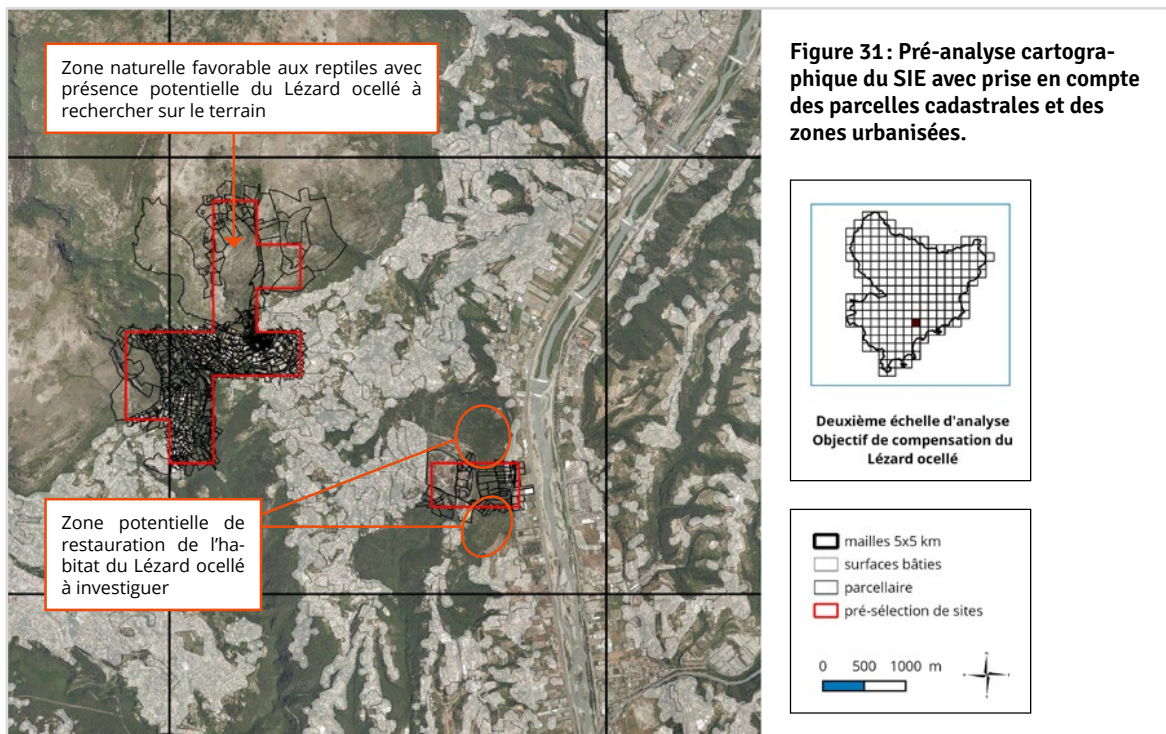 Zone naturelle favorable aux reptiles avec
présence potentielle du Lézard ocellé à
rechercher sur le terrain
Zone potentielle de
restauration de l'ha-
bitat du Lézard ocellé
à investiguer
Figure 31 : Pré-analyse cartogra-
phique du SIE avec prise en compte
des parcelles cadastrales et des
zones urbanisées.
Deuxième échelle d'analyse
Objectif de compensation du
Lézard ocellé
mailles 5x5 km
surfaces bâties
parcellaire
pré-sélection de sites
0 500 1000 m